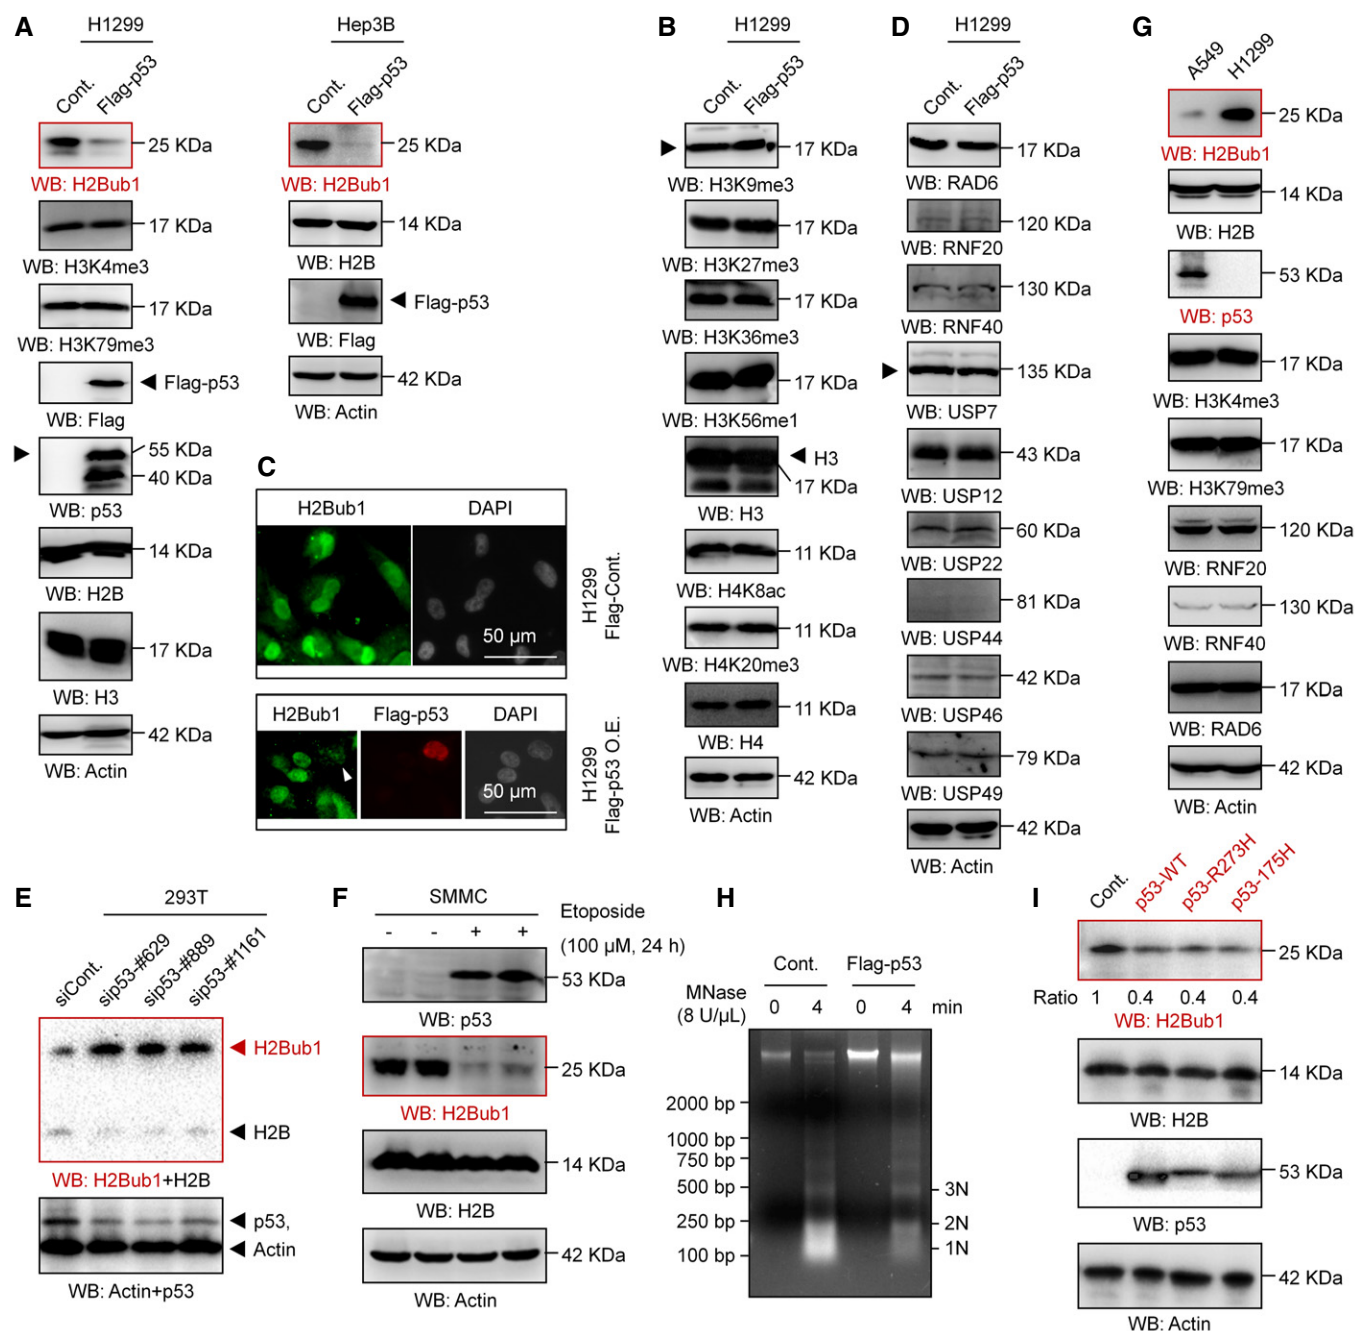 A
H1299
Cont.
Flag-p53
25 KDa
WB: H2Bub1
17 KDa
WB: H3K4me3
17 KDa
WB: H3K79me3
Flag-p53
WB: Flag
55 KDa
40 KDa
WB: p53
14 KDa
WB: H2B
17 KDa
WB: H3
42 KDa
WB: Actin
Hep3B
Cont.
Flag-p53
25 KDa
WB: H2Bub1
14 KDa
WB: H2B
Flag-p53
WB: Flag
42 KDa
WB: Actin
B
H1299
Cont.
Flag-p53
17 KDa
WB: H3K9me3
17 KDa
WB: H3K27me3
17 KDa
WB: H3K36me3
17 KDa
WB: H3K56me1
H3
17 KDa
WB: H3
11 KDa
WB: H4K8ac
11 KDa
WB: H4K20me3
11 KDa
WB: H4
42 KDa
WB: Actin
C
H2Bub1
DAPI
50 µm
H1299
Flag-Cont.
H2Bub1
Flag-p53
DAPI
50 µm
H1299
Flag-p53 O.E.
D
H1299
Cont.
Flag-p53
17 KDa
WB: RAD6
120 KDa
WB: RNF20
130 KDa
WB: RNF40
135 KDa
WB: USP7
43 KDa
WB: USP12
60 KDa
WB: USP22
81 KDa
WB: USP44
42 KDa
WB: USP46
79 KDa
WB: USP49
42 KDa
WB: Actin
G
A549
H1299
25 KDa
WB: H2Bub1
14 KDa
WB: H2B
53 KDa
WB: p53
17 KDa
WB: H3K4me3
17 KDa
WB: H3K79me3
120 KDa
WB: RNF20
130 KDa
WB: RNF40
17 KDa
WB: RAD6
42 KDa
WB: Actin
E
293T
siCont.
sip53-#629
sip53-#889
sip53-#1161
H2Bub1
H2B
WB: H2Bub1+H2B
p53,
Actin
WB: Actin+p53
F
SMMC
- - + +
Etoposide
(100 µM, 24 h)
53 KDa
WB: p53
25 KDa
WB: H2Bub1
14 KDa
WB: H2B
42 KDa
WB: Actin
H
Cont. Flag-p53
MNase
(8 U/µL)
0 4 0 4 min
2000 bp
1000 bp
750 bp
500 bp
250 bp
100 bp
3N
2N
1N
I
Cont.
p53-WT
p53-R273H
p53-175H
25 KDa
Ratio 1 0.4 0.4 0.4
WB: H2Bub1
14 KDa
WB: H2B
53 KDa
WB: p53
42 KDa
WB: Actin